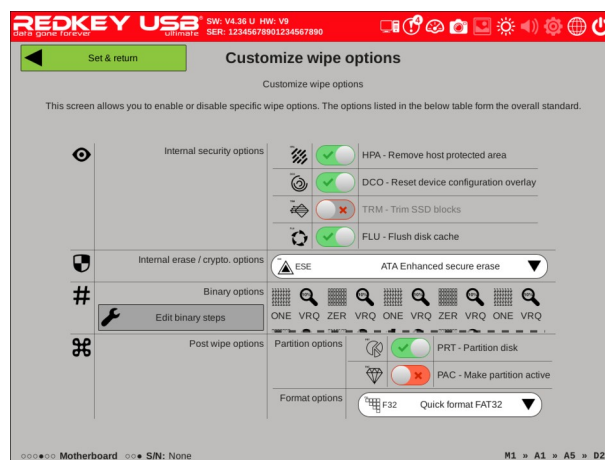 REDKEY USB
data gone forever
ultimate
SW: V4.36 U HW: V9
SER: 12345678901234567890
4
Set & return
Customize wipe options
Customize wipe options
This screen allows you to enable or disable specific wipe options. The options listed in the below table form the overall standard.
Internal security options
HPA - Remove host protected area
DCO - Reset device configuration overlay
TRM - Trim SSD blocks
FLU - Flush disk cache
Internal erase / crypto. options
ESE
ATA Enhanced secure erase
Binary options
Edit binary steps
ONE VRQ ZER VRQ ONE VRQ ZER VRQ ONE VRQ
Post wipe options
Partition options
PRT - Partition disk
PAC - Make partition active
Format options
F32
Quick format FAT32
Motherboard
S/N: None
M1 » A1 » A5 » D2